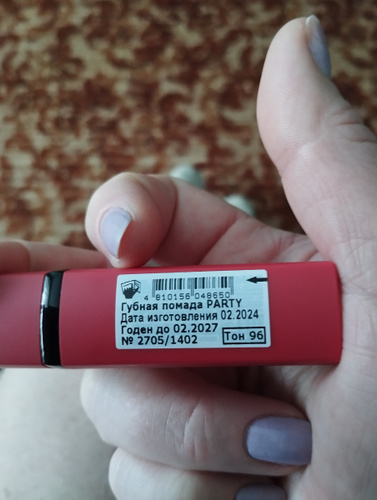 4 810156 048650
Губная помада PARTY
Дата изготовления 02.2024
Годен до 02.2027
№ 2705/1402 Тон 96